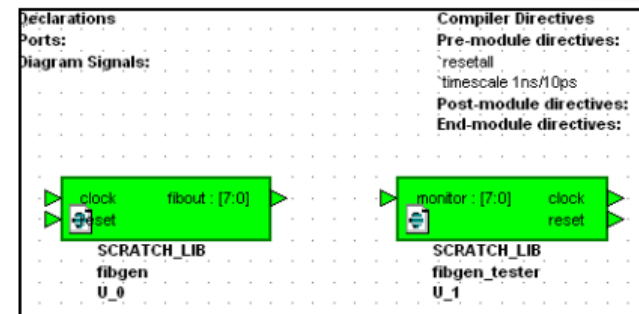 Declarations
Ports:
Diagram Signals:
Compiler Directives
Pre-module directives:
`resetall
`timescale 1ns/10ps
Post-module directives:
End-module directives:
clock fibout : [7:0]
reset
SCRATCH_LIB
fibgen
U_0
monitor : [7:0] clock
reset
SCRATCH_LIB
fibgen_tester
U_1